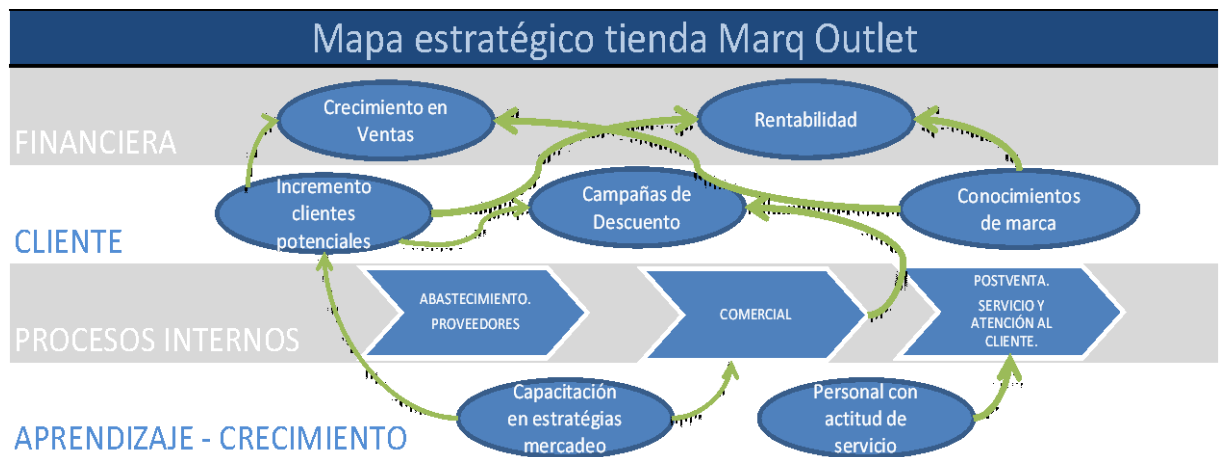 Mapa estratégico tienda Marq Outlet
FINANCIERA
Crecimiento en
Ventas
Rentabilidad
CLIENTE
Incremento
clientes
potenciales
Campañas de
Descuento
Conocimientos
de marca
PROCESOS INTERNOS
ABASTECIMIENTO.
PROVEEDORES
COMERCIAL
POSTVENTA.
SERVICIO Y
ATENCIÓN AL
CLIENTE.
APRENDIZAJE - CRECIMIENTO
Capacitación
en estratégias
mercadeo
Personal con
actitud de
servicio